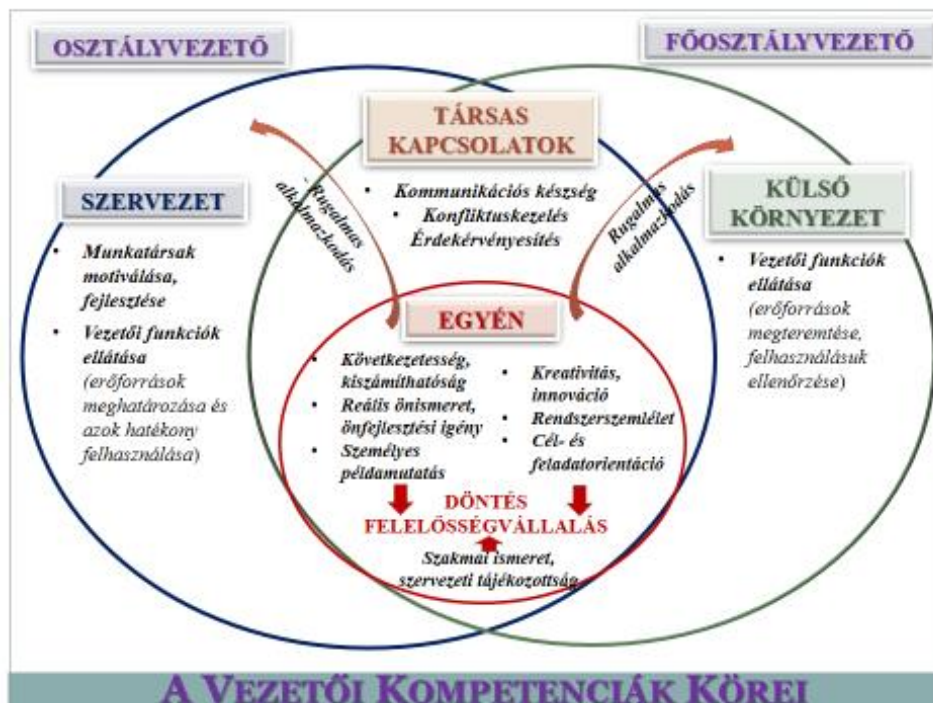 OSZTÁLYVEZETŐ
FŐOSZTÁLYVEZETŐ
TÁRSAS
KAPCSOLATOK
• Kommunikációs készség
• Konfliktuskezelés
Érdekérvényesítés
- Rugalmas
alkalmazkodás
Rugalmas
alkalmazkodás
SZERVEZET
• Munkatársak
motiválása,
fejlesztése
• Vezetői funkciók
ellátása
(erőforrások
meghatározása és
azok hatékony
felhasználása)
KÜLSŐ
KÖRNYEZET
• Vezetői funkciók
ellátása
(erőforrások
megteremtése,
felhasználásuk
ellenőrzése)
EGYÉN
• Következetesség,
kiszámíthatóság
• Reális önismeret,
önfejlesztési igény
• Személyes
példamutatás
• Kreativitás,
innováció
• Rendszerszemlélet
• Cél- és
feladatorientáció
DÖNTÉS
FELELŐSSÉGVÁLLALÁS
Szakmai ismeret,
szervezeti tájékozottság
A VEZETŐI KOMPETENCIÁK KÖREI